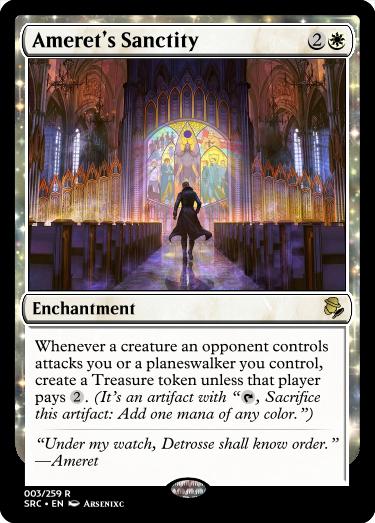 Ameret's Sanctity 2
Enchantment
Whenever a creature an opponent controls
attacks you or a planeswalker you control,
create a Treasure token unless that player
pays 2. (It's an artifact with “, Sacrifice
this artifact: Add one mana of any color.”)
“Under my watch, Detrosse shall know order.”
—Ameret
003/259 R
SRC • EN Arsenixc